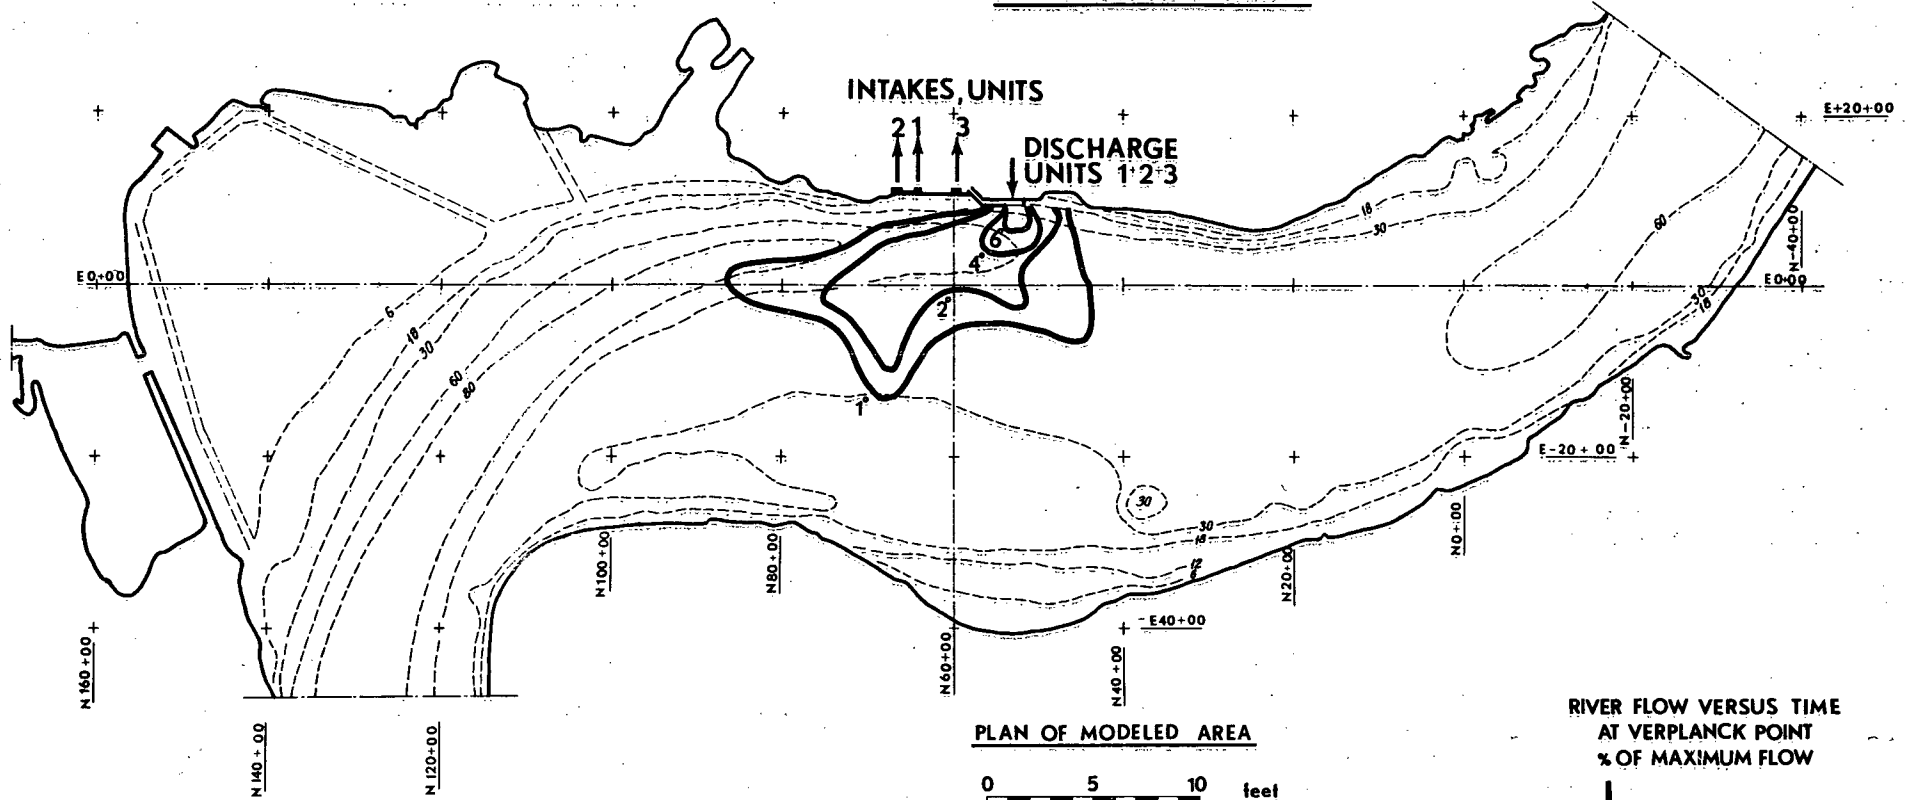 INTAKES, UNITS
2 1 3
DISCHARGE
UNITS 1+2+3
E+20+00
18
30
60
N-40+00
E 0+00
E 0+00
6
6°
4°
2°
1°
6
18
30
60
80
30
18
N-20+00
E-20+00
30
30
18
12
6
N100+00
N80+00
N0+00
N20+00
-E40+00
N160+00
N60+00
N40+00
N140+00
N120+00
PLAN OF MODELED AREA
0 5 10 feet
RIVER FLOW VERSUS TIME
AT VERPLANCK POINT
% OF MAXIMUM FLOW